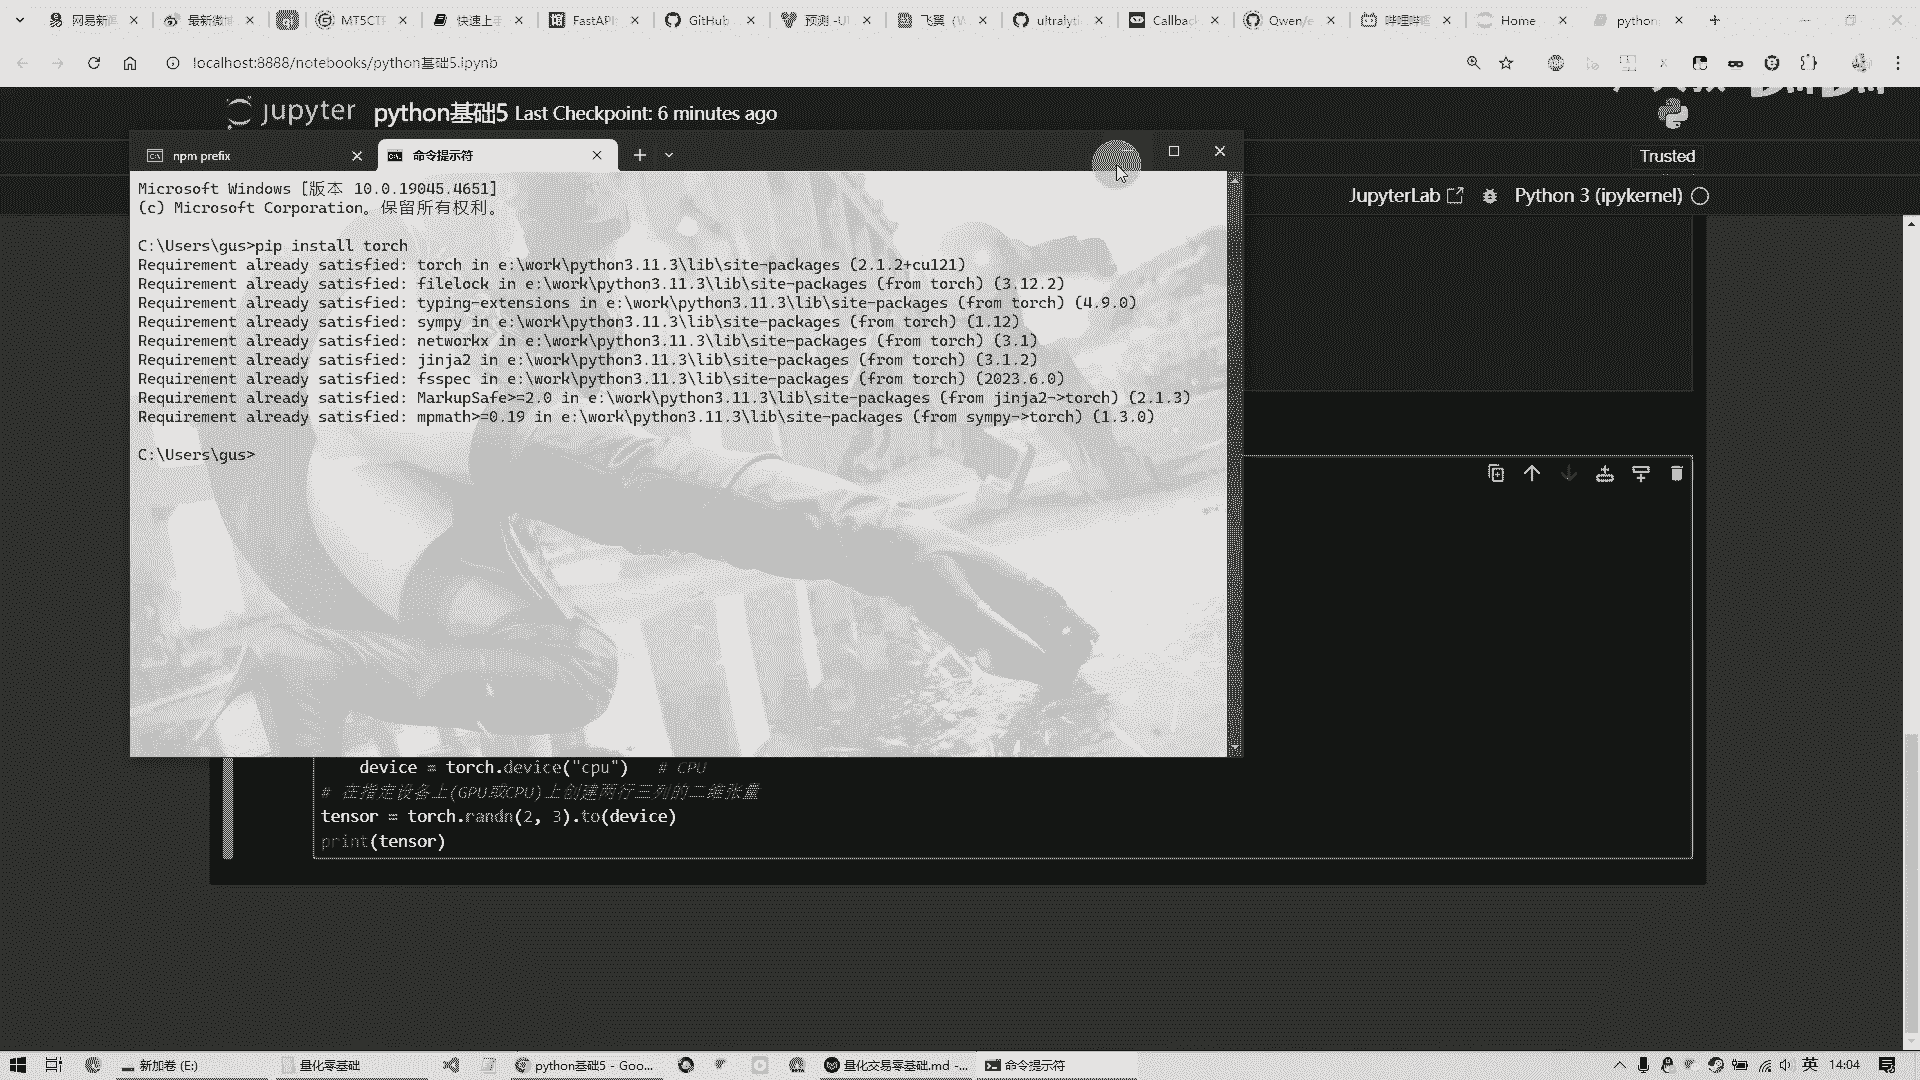 网易新闻
最新微博
MT5CTF
快速上手
FastAPI
GitHub
预测 -Ul
飞翼
ultralytic
Callback
Qwen/e
哔哩哔哩
Home
python
localhost:8888/notebooks/python基础5.ipynb
jupyter python基础5 Last Checkpoint: 6 minutes ago
Trusted
JupyterLab Python 3 (ipykernel)
npm prefix
命令提示符
Microsoft Windows [版本 10.0.19045.4651]
(c) Microsoft Corporation。保留所有权利。
C:\Users\gus>pip install torch
Requirement already satisfied: torch in e:\work\python3.11.3\lib\site-packages (2.1.2+cu121)
Requirement already satisfied: filelock in e:\work\python3.11.3\lib\site-packages (from torch) (3.12.2)
Requirement already satisfied: typing-extensions in e:\work\python3.11.3\lib\site-packages (from torch) (4.9.0)
Requirement already satisfied: sympy in e:\work\python3.11.3\lib\site-packages (from torch) (1.12)
Requirement already satisfied: networkx in e:\work\python3.11.3\lib\site-packages (from torch) (3.1)
Requirement already satisfied: jinja2 in e:\work\python3.11.3\lib\site-packages (from torch) (3.1.2)
Requirement already satisfied: fsspec in e:\work\python3.11.3\lib\site-packages (from torch) (2023.6.0)
Requirement already satisfied: MarkupSafe>=2.0 in e:\work\python3.11.3\lib\site-packages (from jinja2->torch) (2.1.3)
Requirement already satisfied: mpmath>=0.19 in e:\work\python3.11.3\lib\site-packages (from sympy->torch) (1.3.0)
C:\Users\gus>
device = torch.device("cpu") # CPU
# 在指定设备上(GPU或CPU)上创建两行三列的二维张量
tensor = torch.randn(2, 3).to(device)
print(tensor)
新加卷 (E:)
量化零基础
python基础5 - Goo...
量化交易零基础.md -...
命令提示符
英
14:04